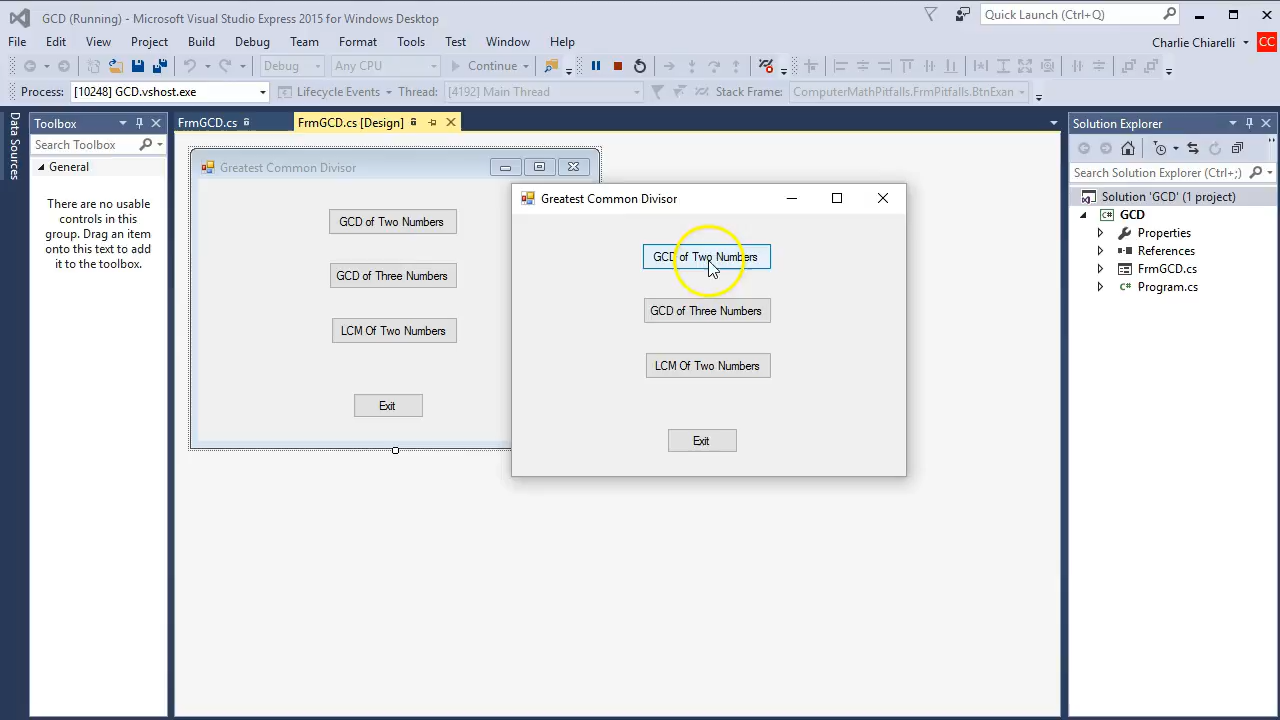 GCD (Running) - Microsoft Visual Studio Express 2015 for Windows Desktop
Quick Launch (Ctrl+Q)
File Edit View Project Build Debug Team Format Tools Test Window Help
Charlie Chiarelli CC
Debug Any CPU Continue
Process: [10248] GCD.vshost.exe Lifecycle Events Thread: [4192] Main Thread Stack Frame: ComputerMathPitfalls.FrmPitfalls.BtnExan
Data Sources
Toolbox
Search Toolbox
General
There are no usable
controls in this
group. Drag an item
onto this text to add
it to the toolbox.
FrmGCD.cs FrmGCD.cs [Design]
Greatest Common Divisor
GCD of Two Numbers
GCD of Three Numbers
LCM Of Two Numbers
Exit
Greatest Common Divisor
GCD of Two Numbers
GCD of Three Numbers
LCM Of Two Numbers
Exit
Solution Explorer
Search Solution Explorer (Ctrl+;)
Solution 'GCD' (1 project)
C# GCD
Properties
References
FrmGCD.cs
C# Program.cs